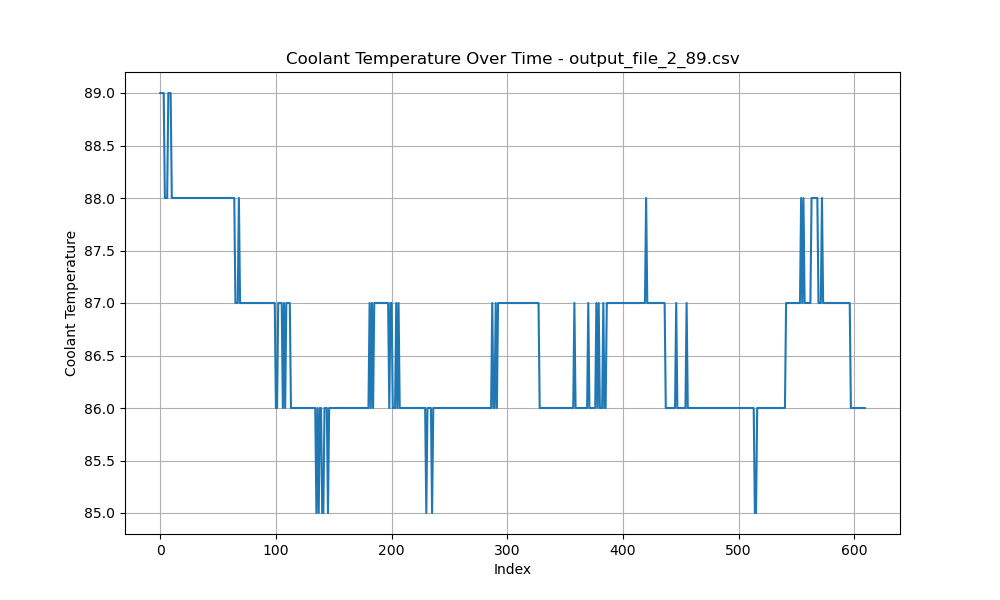 Coolant Temperature Over Time - output_file_2_89.csv
89.0
88.5
88.0
87.5
87.0
86.5
86.0
85.5
85.0
Coolant Temperature
0 100 200 300 400 500 600
Index